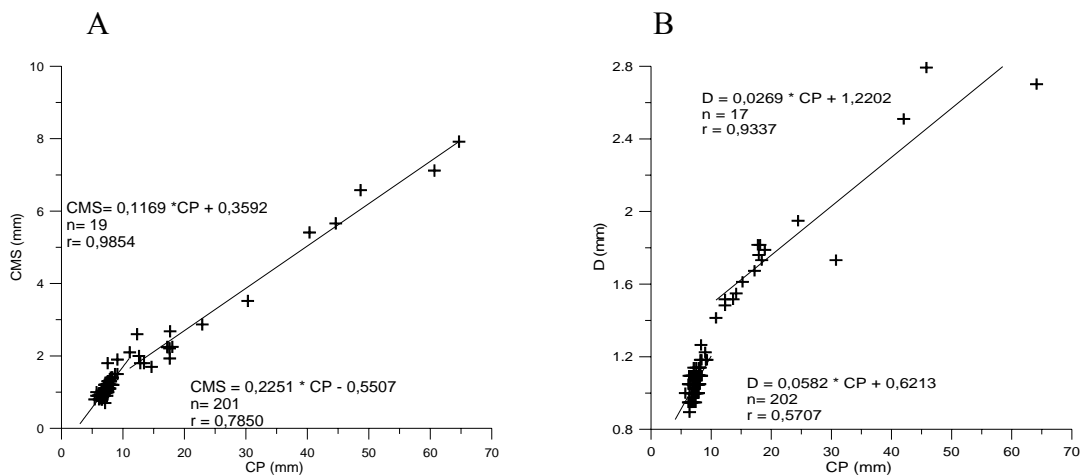 A
10
8
6
4
2
0
CMS (mm)
CMS= 0,1169 *CP + 0,3592
n= 19
r= 0,9854
CMS = 0,2251 * CP - 0,5507
n= 201
r = 0,7850
0 10 20 30 40 50 60 70
CP (mm)
B
2.8
2.4
2
1.6
1.2
0.8
D (mm)
D = 0,0269 * CP + 1,2202
n = 17
r = 0,9337
D = 0,0582 * CP + 0,6213
n= 202
r = 0,5707
0 10 20 30 40 50 60 70
CP (mm)